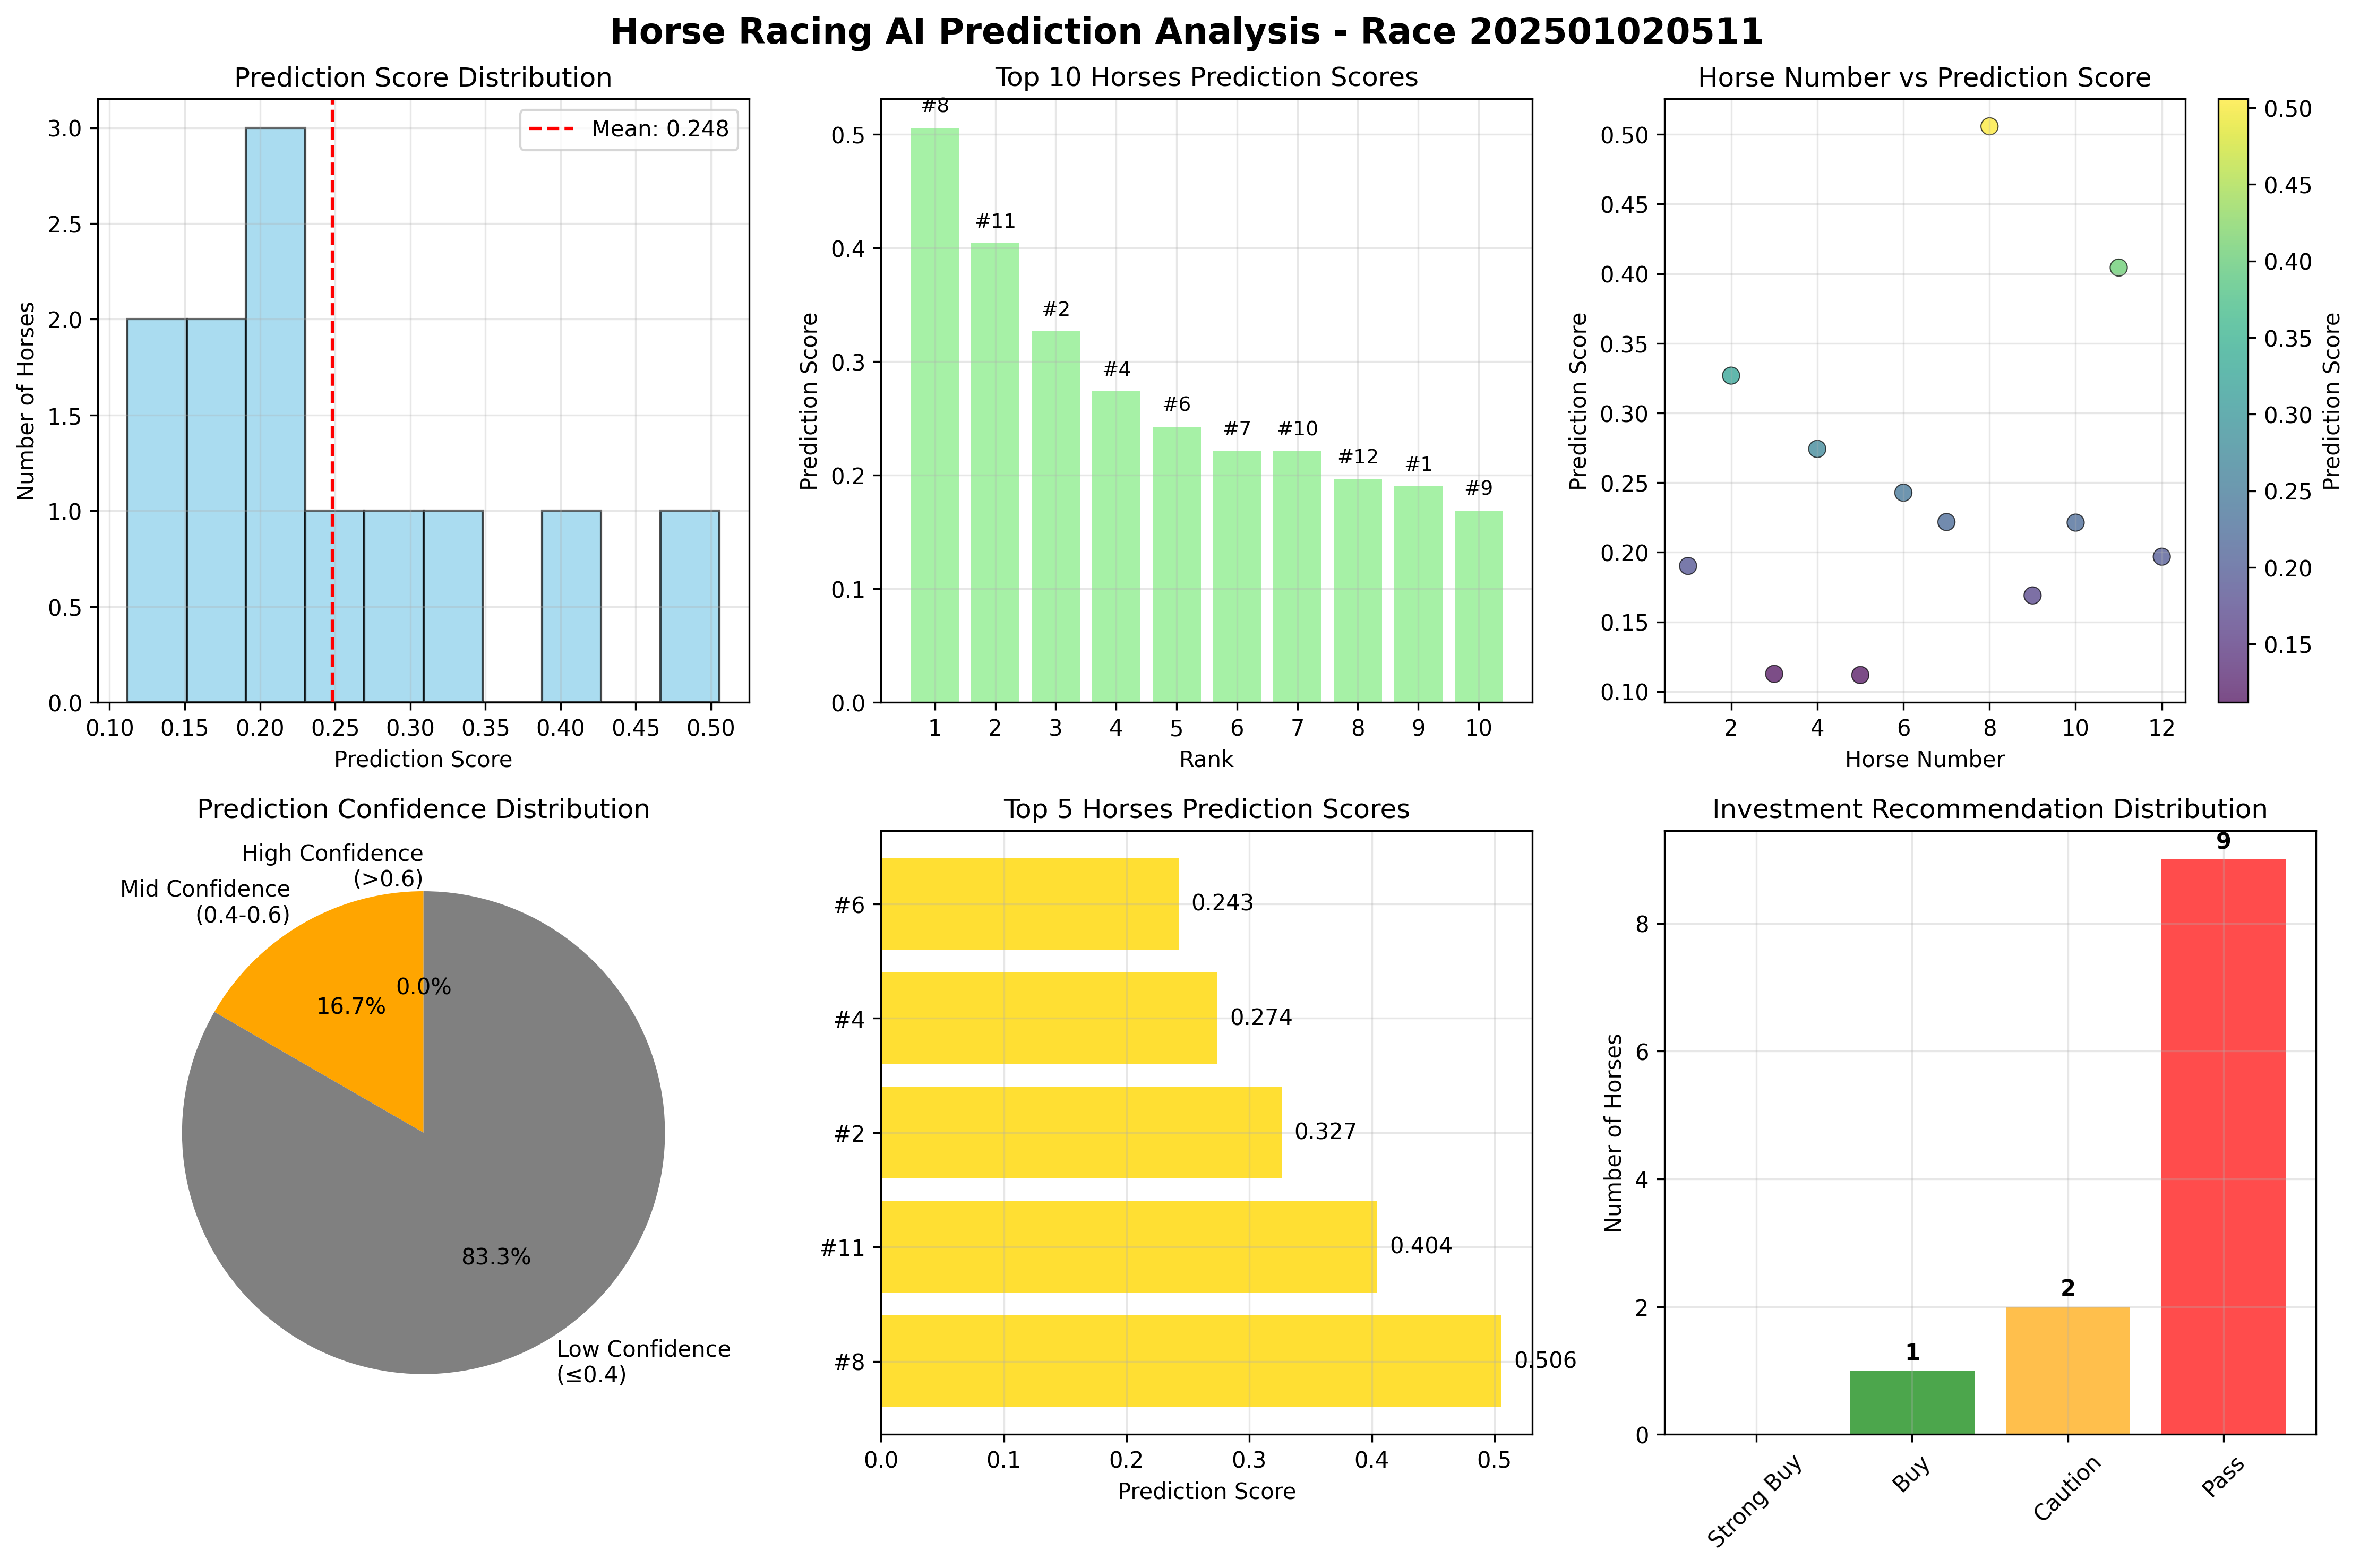 Horse Racing AI Prediction Analysis - Race 202501020511
Prediction Score Distribution
Mean: 0.248
Number of Horses
3.0
2.5
2.0
1.5
1.0
0.5
0.0
0.10 0.15 0.20 0.25 0.30 0.35 0.40 0.45 0.50
Prediction Score
Top 10 Horses Prediction Scores
Prediction Score
0.5
0.4
0.3
0.2
0.1
0.0
#8
#11
#2
#4
#6
#7
#10
#12
#1
#9
1 2 3 4 5 6 7 8 9 10
Rank
Horse Number vs Prediction Score
Prediction Score
0.50
0.45
0.40
0.35
0.30
0.25
0.20
0.15
0.10
2 4 6 8 10 12
Horse Number
0.50
0.45
0.40
0.35
0.30
0.25
0.20
0.15
Prediction Score
Prediction Confidence Distribution
High Confidence
(>0.6)
Mid Confidence
(0.4-0.6)
0.0%
16.7%
83.3%
Low Confidence
(≤0.4)
Top 5 Horses Prediction Scores
#6 0.243
#4 0.274
#2 0.327
#11 0.404
#8 0.506
0.0 0.1 0.2 0.3 0.4 0.5
Prediction Score
Investment Recommendation Distribution
Number of Horses
8
6
4
2
0
1
2
9
Strong Buy
Buy
Caution
Pass